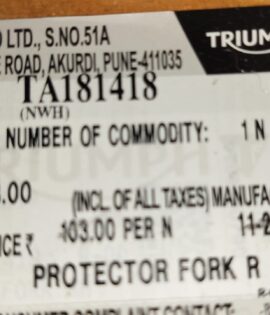 LTD., S.NO.51A
TRIUMPH
ROAD, AKURDI, PUNE-411035
TA181418
(NWH)
NUMBER OF COMMODITY: 1 N
.00 (INCL. OF ALL TAXES) MANUFA
ICE ₹ 103.00 PER N 11-2
PROTECTOR FORK R